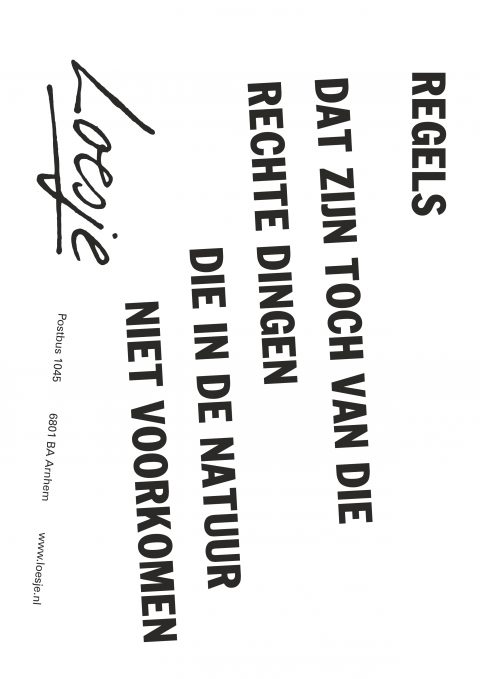 REGELS
DAT ZIJN TOCH VAN DIE
RECHTE DINGEN
DIE IN DE NATUUR
NIET VOORKOMEN
Loesje
Postbus 1045 6801 BA Arnhem www.loesje.nl